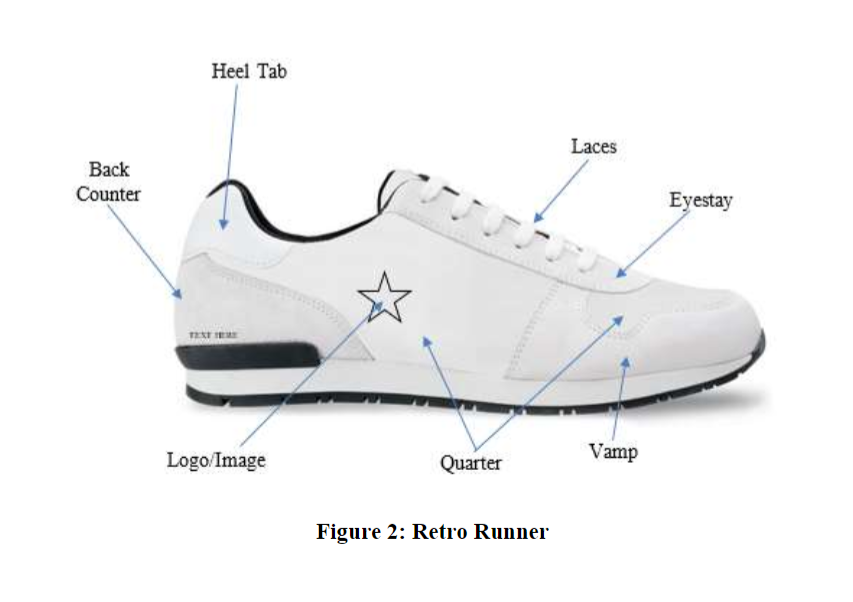 Heel Tab
Laces
Back
Counter
Eyestay
TEXT HERE
Logo/Image
Quarter
Vamp
Figure 2: Retro Runner